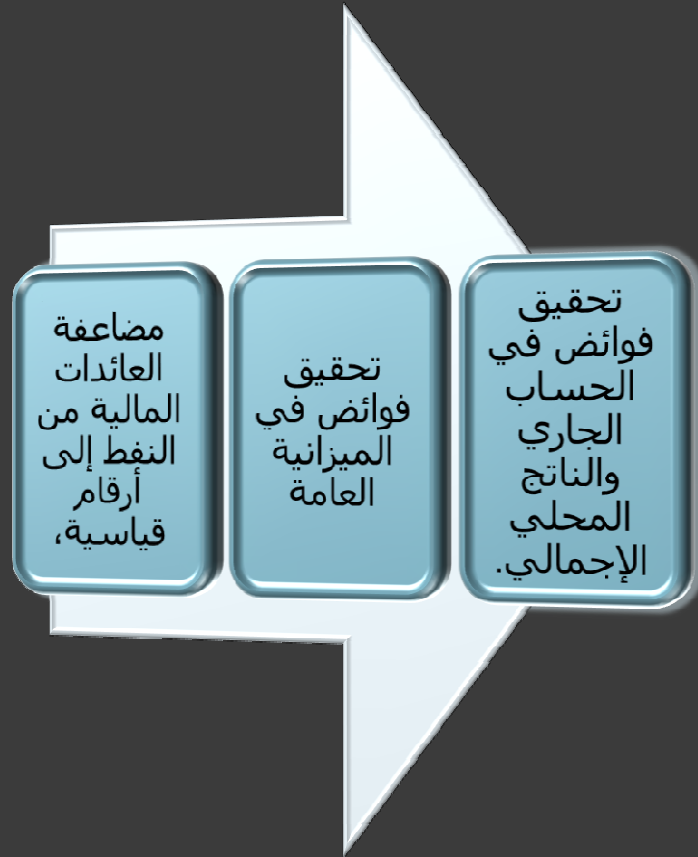 مضاعفة
العائدات
المالية من
النفط إلى
أرقام
قياسية،
تحقيق
فوائض في
الميزانية
العامة
تحقيق
فوائض في
الحساب
الجاري
والناتج
المحلي
الإجمالي.